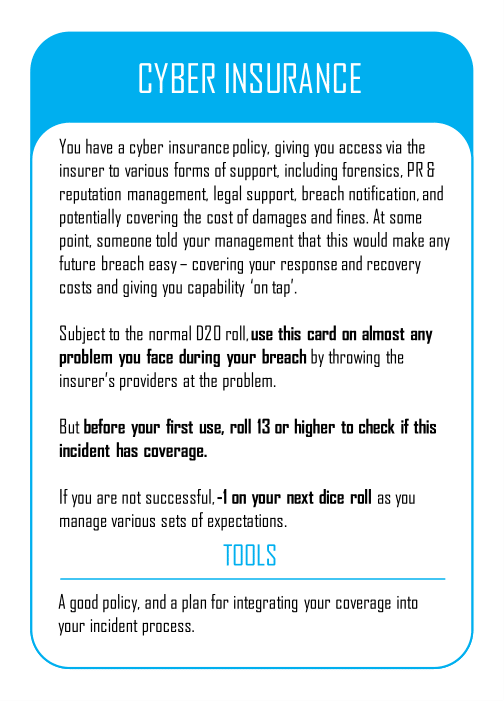 CYBER INSURANCE
You have a cyber insurance policy, giving you access via the
insurer to various forms of support, including forensics, PR &
reputation management, legal support, breach notification, and
potentially covering the cost of damages and fines. At some
point, someone told your management that this would make any
future breach easy – covering your response and recovery
costs and giving you capability ‘on tap’.
Subject to the normal D20 roll, use this card on almost any
problem you face during your breach by throwing the
insurer’s providers at the problem.
But before your first use, roll 13 or higher to check if this
incident has coverage.
If you are not successful, -1 on your next dice roll as you
manage various sets of expectations.
TOOLS
A good policy, and a plan for integrating your coverage into
your incident process.